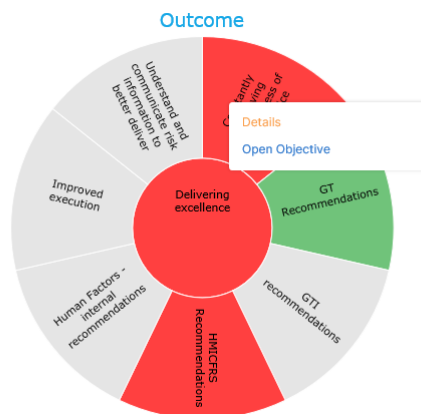 Outcome
Understand and
communicate risk
information to
better deliver
Details
Open Objective
Improved
execution
Delivering
excellence
GT
Recommendations
Human Factors -
internal
recommendations
HMICFRS
Recommendations
GTI
recommendations